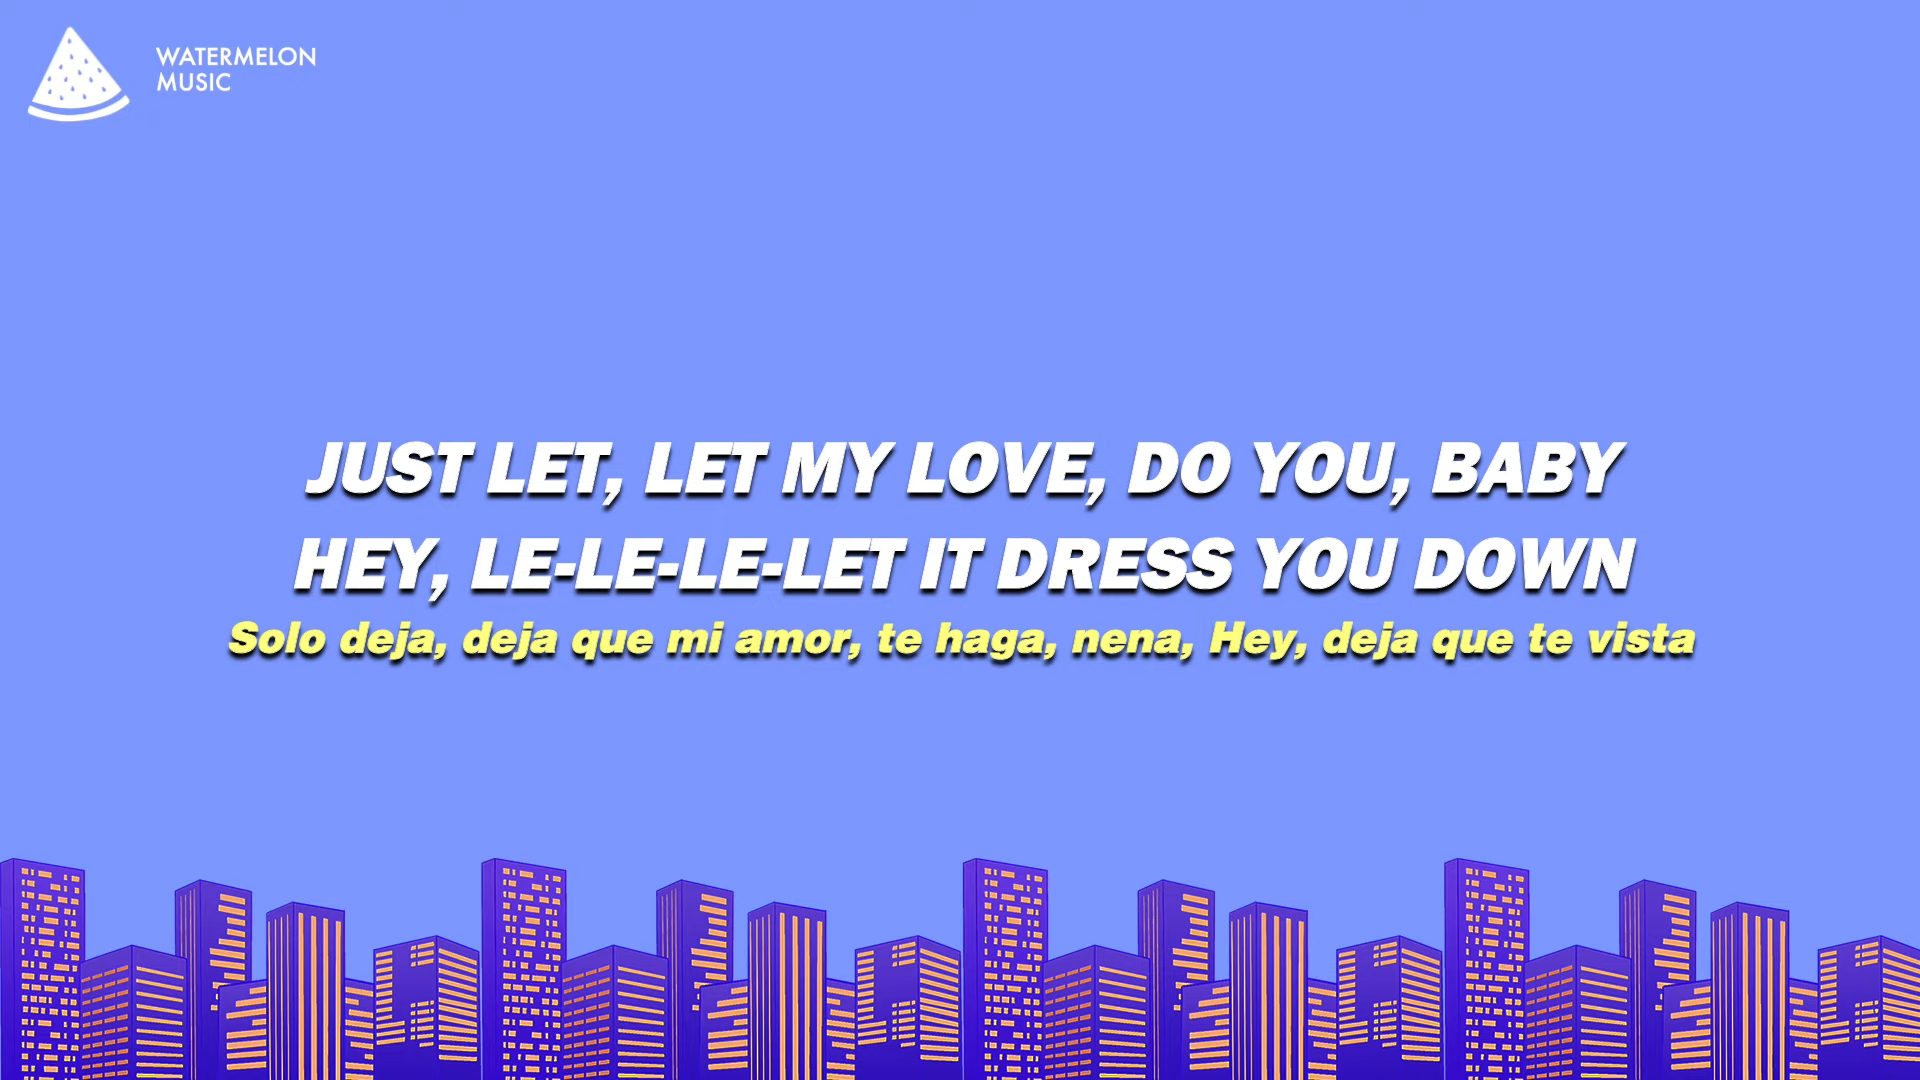 WATERMELON
MUSIC
JUST LET, LET MY LOVE, DO YOU, BABY
HEY, LE-LE-LE-LET IT DRESS YOU DOWN
Solo deja, deja que mi amor, te haga, nena, Hey, deja que te vista